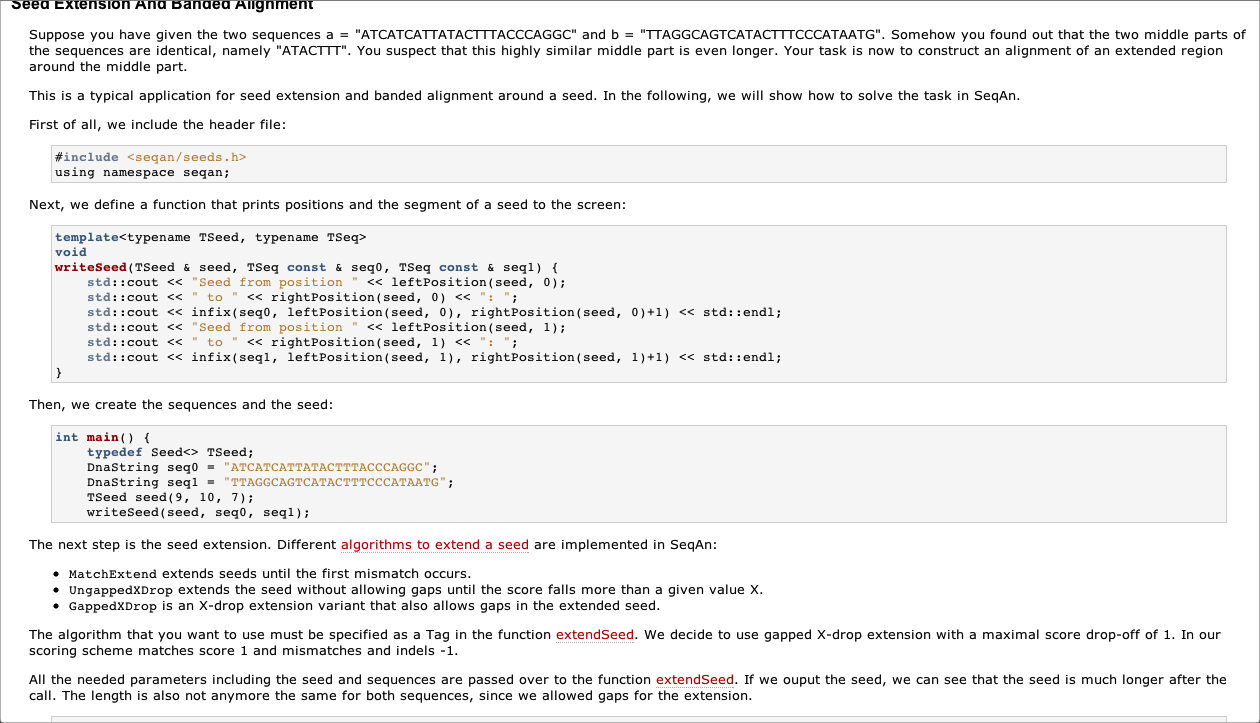 Seed Extension And Banded Alignment
Suppose you have given the two sequences a = "ATCATCATTATACTTTACCCAGGC" and b = "TTAGGCAGTCATACTTTCCCATAATG". Somehow you found out that the two middle parts of
the sequences are identical, namely "ATACTTT". You suspect that this highly similar middle part is even longer. Your task is now to construct an alignment of an extended region
around the middle part.
This is a typical application for seed extension and banded alignment around a seed. In the following, we will show how to solve the task in SeqAn.
First of all, we include the header file:
#include <seqan/seeds.h>
using namespace seqan;
Next, we define a function that prints positions and the segment of a seed to the screen:
template<typename TSeed, typename TSeq>
void
writeSeed(TSeed & seed, TSeq const & seq0, TSeq const & seq1) {
    std::cout << "Seed from position " << leftPosition(seed, 0);
    std::cout << " to " << rightPosition(seed, 0) << ": ";
    std::cout << infix(seq0, leftPosition(seed, 0), rightPosition(seed, 0)+1) << std::endl;
    std::cout << "Seed from position " << leftPosition(seed, 1);
    std::cout << " to " << rightPosition(seed, 1) << ": ";
    std::cout << infix(seq1, leftPosition(seed, 1), rightPosition(seed, 1)+1) << std::endl;
}
Then, we create the sequences and the seed:
int main() {
    typedef Seed<> TSeed;
    DnaString seq0 = "ATCATCATTATACTTTACCCAGGC";
    DnaString seq1 = "TTAGGCAGTCATACTTTCCCATAATG";
    TSeed seed(9, 10, 7);
    writeSeed(seed, seq0, seq1);
The next step is the seed extension. Different algorithms to extend a seed are implemented in SeqAn:
• MatchExtend extends seeds until the first mismatch occurs.
• UngappedXDrop extends the seed without allowing gaps until the score falls more than a given value X.
• GappedXDrop is an X-drop extension variant that also allows gaps in the extended seed.
The algorithm that you want to use must be specified as a Tag in the function extendSeed. We decide to use gapped X-drop extension with a maximal score drop-off of 1. In our
scoring scheme matches score 1 and mismatches and indels -1.
All the needed parameters including the seed and sequences are passed over to the function extendSeed. If we ouput the seed, we can see that the seed is much longer after the
call. The length is also not anymore the same for both sequences, since we allowed gaps for the extension.